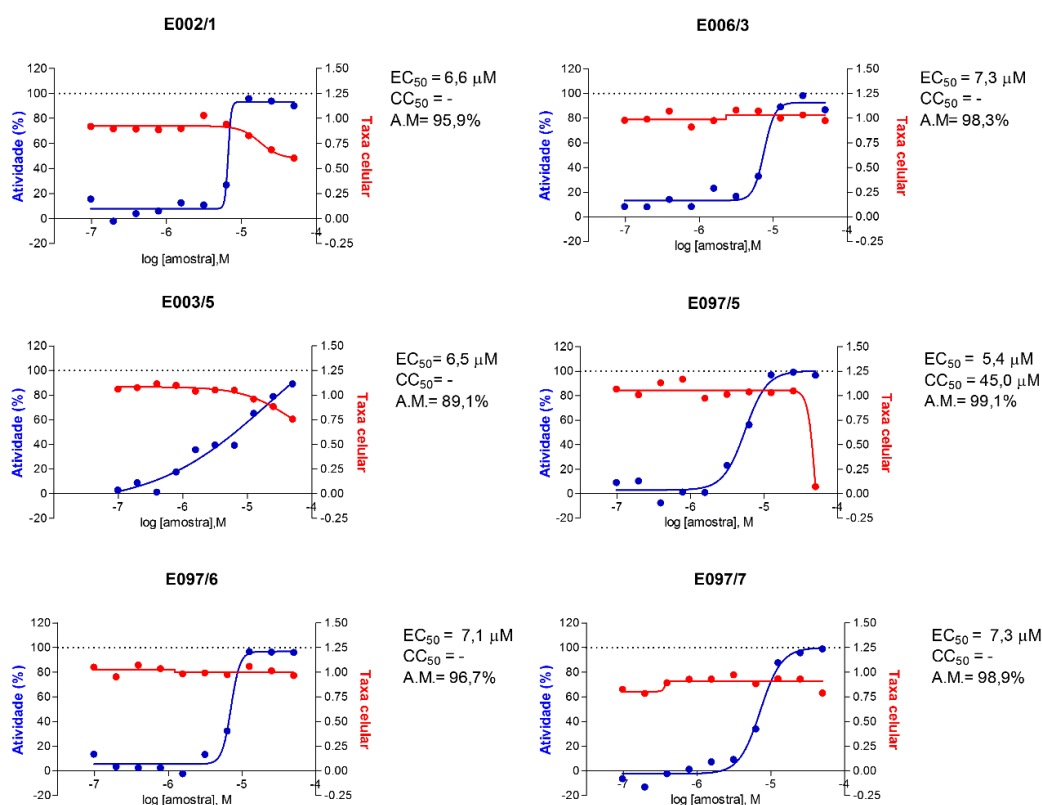 E002/1
120
100
80
60
40
20
0
-20
Atividade (%)
1.50
1.25
1.00
0.75
0.50
0.25
0.00
-0.25
Taxa celular
-7 -6 -5 -4
log [amostra],M
EC50 = 6,6 μM
CC50 = -
A.M= 95,9%
E006/3
120
100
80
60
40
20
0
-20
Atividade (%)
1.50
1.25
1.00
0.75
0.50
0.25
0.00
-0.25
Taxa celular
-7 -6 -5 -4
log [amostra],M
EC50 = 7,3 μM
CC50 = -
A.M= 98,3%
E003/5
120
100
80
60
40
20
0
-20
Atividade (%)
1.50
1.25
1.00
0.75
0.50
0.25
0.00
-0.25
Taxa celular
-7 -6 -5 -4
log [amostra],M
EC50= 6,5 μM
CC50= -
A.M.= 89,1%
E097/5
120
100
80
60
40
20
0
-20
Atividade (%)
1.50
1.25
1.00
0.75
0.50
0.25
0.00
-0.25
Taxa celular
-7 -6 -5 -4
log [amostra], M
EC50 = 5,4 μM
CC50 = 45,0 μM
A.M.= 99,1%
E097/6
120
100
80
60
40
20
0
-20
Atividade (%)
1.50
1.25
1.00
0.75
0.50
0.25
0.00
-0.25
Taxa celular
-7 -6 -5 -4
log [amostra], M
EC50 = 7,1 μM
CC50 = -
A.M.= 96,7%
E097/7
120
100
80
60
40
20
0
-20
Atividade (%)
1.50
1.25
1.00
0.75
0.50
0.25
0.00
-0.25
Taxa celular
-7 -6 -5 -4
log [amostra], M
EC50 = 7,3 μM
CC50 = -
A.M.= 98,9%